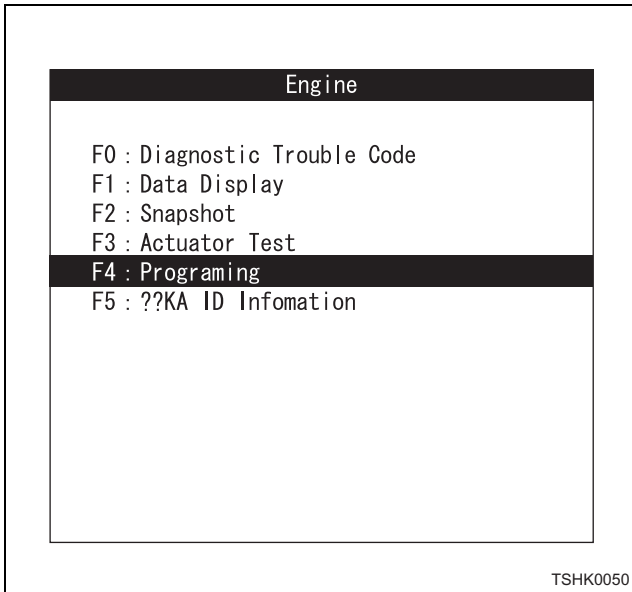 Engine
F0 : Diagnostic Trouble Code
F1 : Data Display
F2 : Snapshot
F3 : Actuator Test
F4 : Programing
F5 : ??KA ID Infomation
TSHK0050